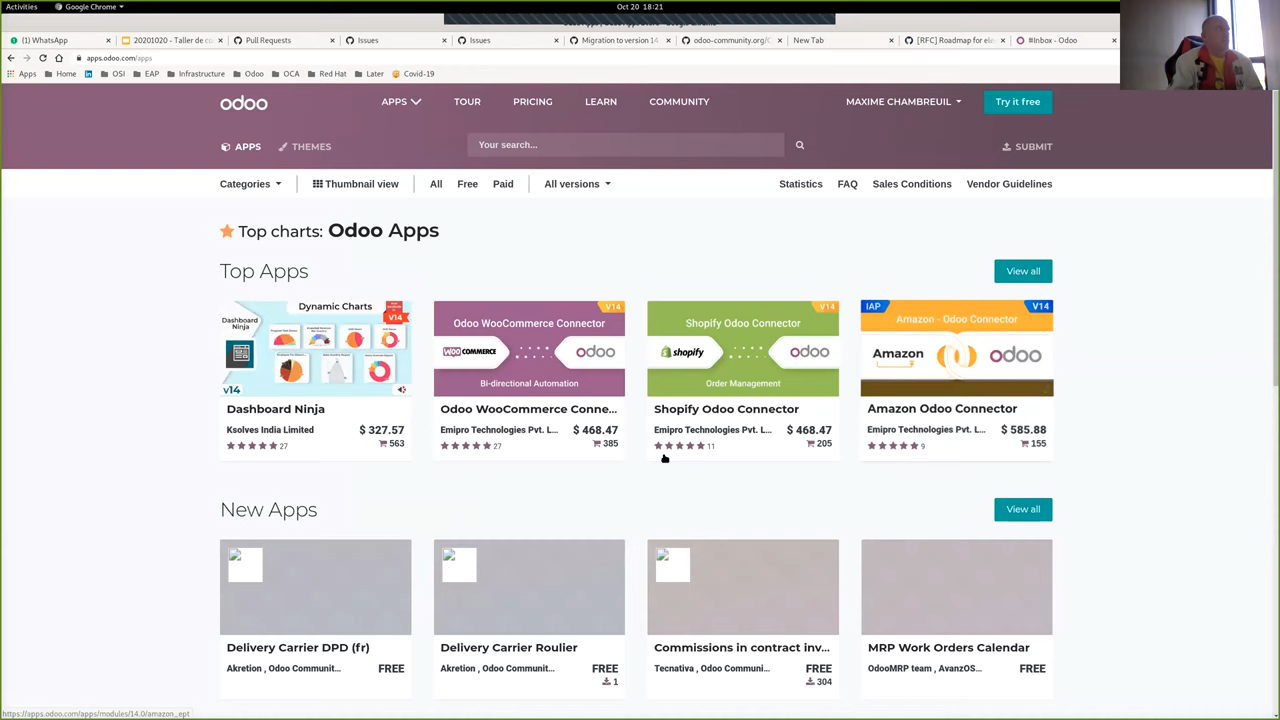 Activities
Google Chrome
Oct 20 18:21
(1) WhatsApp
20201020 - Taller de co
Pull Requests
Issues
Issues
Migration to version 14
odoo-community.org/C
New Tab
[RFC] Roadmap for ele
#Inbox - Odoo
apps.odoo.com/apps
Apps
Home
OSI
EAP
Infrastructure
Odoo
OCA
Red Hat
Later
Covid-19
odoo
APPS
TOUR
PRICING
LEARN
COMMUNITY
MAXIME CHAMBREUIL
Try it free
APPS
THEMES
Your search...
SUBMIT
Categories
Thumbnail view
All
Free
Paid
All versions
Statistics
FAQ
Sales Conditions
Vendor Guidelines
Top charts: Odoo Apps
Top Apps
View all
Dashboard Ninja
Dynamic Charts
V14
v14
Dashboard Ninja
Ksolves India Limited
$ 327.57
27
563
V14
Odoo WooCommerce Connector
WOOCOMMERCE
odoo
Bi-directional Automation
Odoo WooCommerce Conne...
Emipro Technologies Pvt. L...
$ 468.47
27
385
V14
Shopify Odoo Connector
shopify
odoo
Order Management
Shopify Odoo Connector
Emipro Technologies Pvt. L...
$ 468.47
11
205
IAP
V14
Amazon - Odoo Connector
Amazon
odoo
Amazon Odoo Connector
Emipro Technologies Pvt. L...
$ 585.88
9
155
New Apps
View all
Delivery Carrier DPD (fr)
Akretion , Odoo Communit...
FREE
Delivery Carrier Roulier
Akretion , Odoo Communit...
FREE
1
Commissions in contract inv...
Tecnativa , Odoo Communi...
FREE
304
MRP Work Orders Calendar
OdooMRP team , AvanzOS...
FREE
https://apps.odoo.com/apps/modules/14.0/amazon_ept